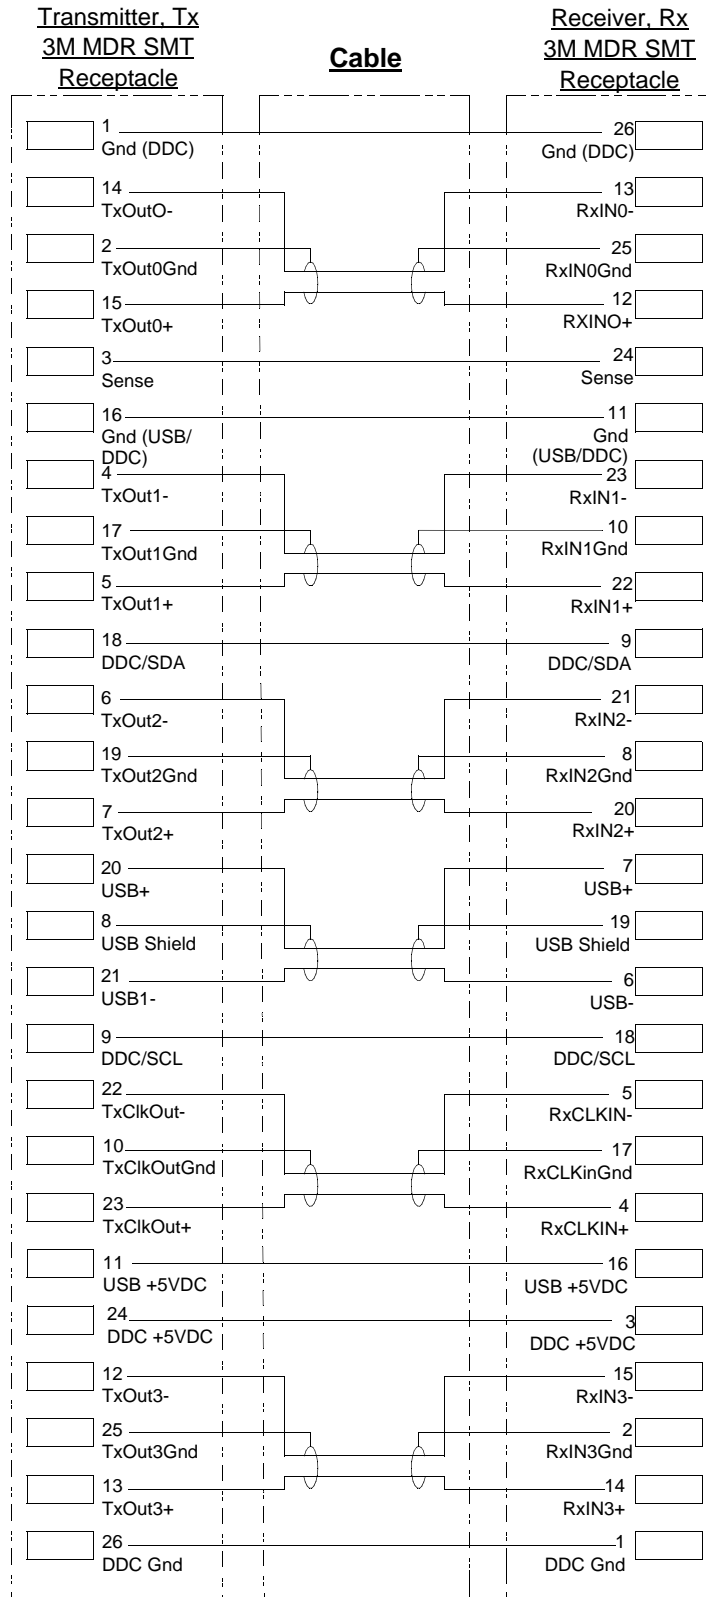 Transmitter, Tx
3M MDR SMT
Receptacle
Cable
Receiver, Rx
3M MDR SMT
Receptacle
1
Gnd (DDC)
26
Gnd (DDC)
14
TxOutO-
13
RxIN0-
2
TxOut0Gnd
25
RxIN0Gnd
15
TxOut0+
12
RXINO+
3
Sense
24
Sense
16
Gnd (USB/
DDC)
11
Gnd
(USB/DDC)
4
TxOut1-
23
RxIN1-
17
TxOut1Gnd
10
RxIN1Gnd
5
TxOut1+
22
RxIN1+
18
DDC/SDA
9
DDC/SDA
6
TxOut2-
21
RxIN2-
19
TxOut2Gnd
8
RxIN2Gnd
7
TxOut2+
20
RxIN2+
20
USB+
7
USB+
8
USB Shield
19
USB Shield
21
USB1-
6
USB-
9
DDC/SCL
18
DDC/SCL
22
TxClkOut-
5
RxCLKIN-
10
TxClkOutGnd
17
RxCLKinGnd
23
TxClkOut+
4
RxCLKIN+
11
USB +5VDC
16
USB +5VDC
24
DDC +5VDC
3
DDC +5VDC
12
TxOut3-
15
RxIN3-
25
TxOut3Gnd
2
RxIN3Gnd
13
TxOut3+
14
RxIN3+
26
DDC Gnd
1
DDC Gnd